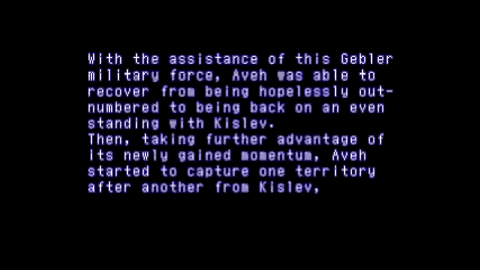 With the assistance of this Gebler
military force, Aveh was able to
recover from being hopelessly out-
numbered to being back on an even
standing with Kislev.
Then, taking further advantage of
its newly gained momentum, Aveh
started to capture one territory
after another from Kislev,